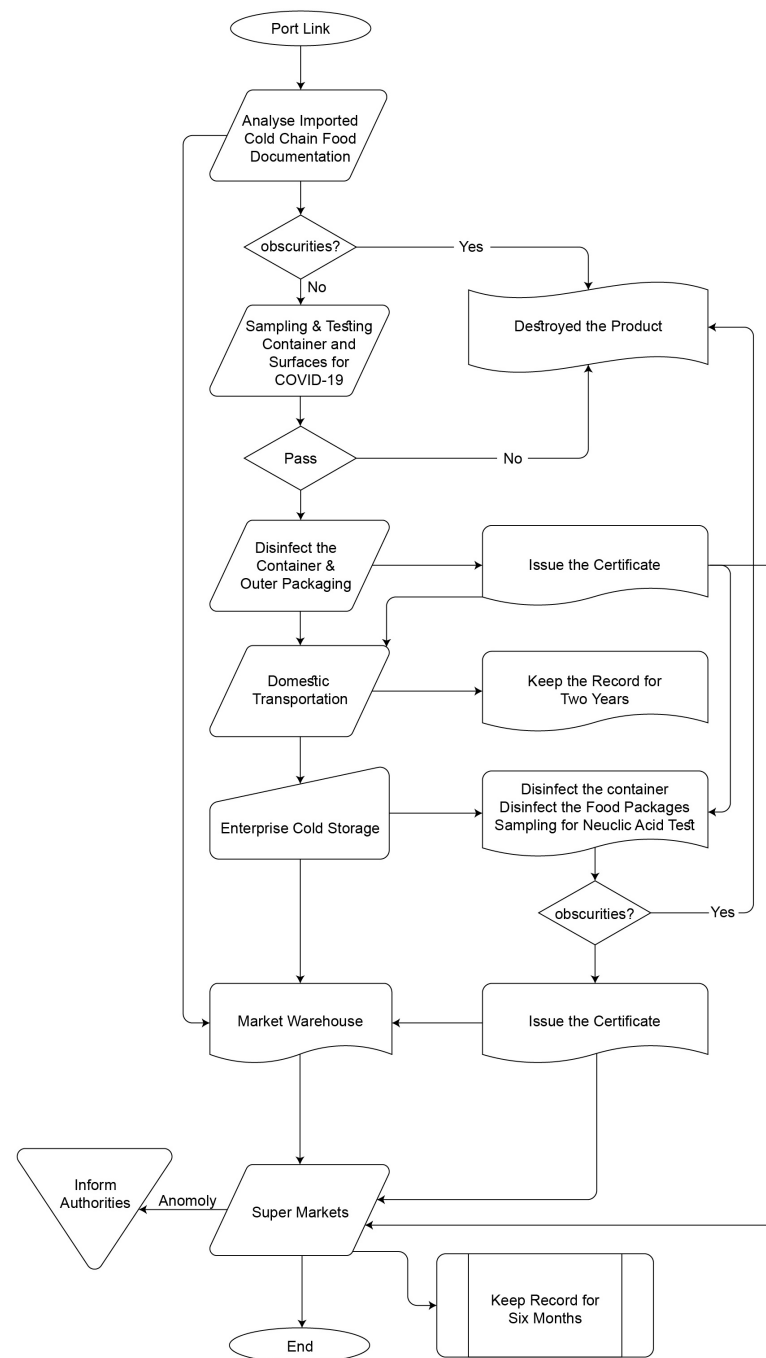 Port Link
Analyse Imported
Cold Chain Food
Documentation
obscurities?
Yes
No
Sampling & Testing
Container and
Surfaces for
COVID-19
Destroyed the Product
Pass
No
Disinfect the
Container &
Outer Packaging
Issue the Certificate
Domestic
Transportation
Keep the Record for
Two Years
Enterprise Cold Storage
Disinfect the container
Disinfect the Food Packages
Sampling for Neuclic Acid Test
obscurities?
Yes
Market Warehouse
Issue the Certificate
Inform
Authorities
Anomoly
Super Markets
Keep Record for
Six Months
End